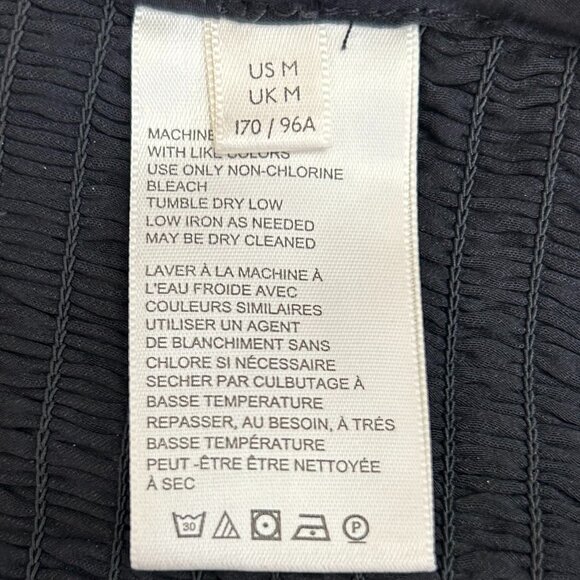 US M
UK M
170 / 96A
MACHINE
WITH LIKE COLORS
USE ONLY NON-CHLORINE
BLEACH
TUMBLE DRY LOW
LOW IRON AS NEEDED
MAY BE DRY CLEANED
LAVER À LA MACHINE À
L'EAU FROIDE AVEC
COULEURS SIMILAIRES
UTILISER UN AGENT
DE BLANCHIMENT SANS
CHLORE SI NÉCESSAIRE
SECHER PAR CULBUTAGE À
BASSE TEMPERATURE
REPASSER, AU BESOIN, À TRÉS
BASSE TEMPÉRATURE
PEUT -ÊTRE ÊTRE NETTOYÉE
À SEC
30 P